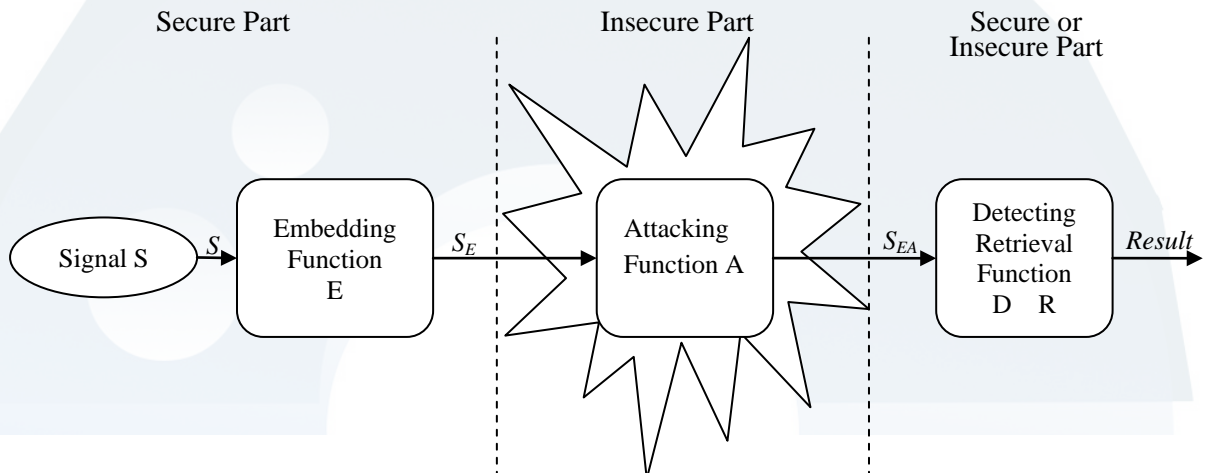 Secure Part
Insecure Part
Secure or
Insecure Part
Signal S
S
Embedding
Function
E
S_E
Attacking
Function A
S_EA
Detecting
Retrieval
Function
D R
Result